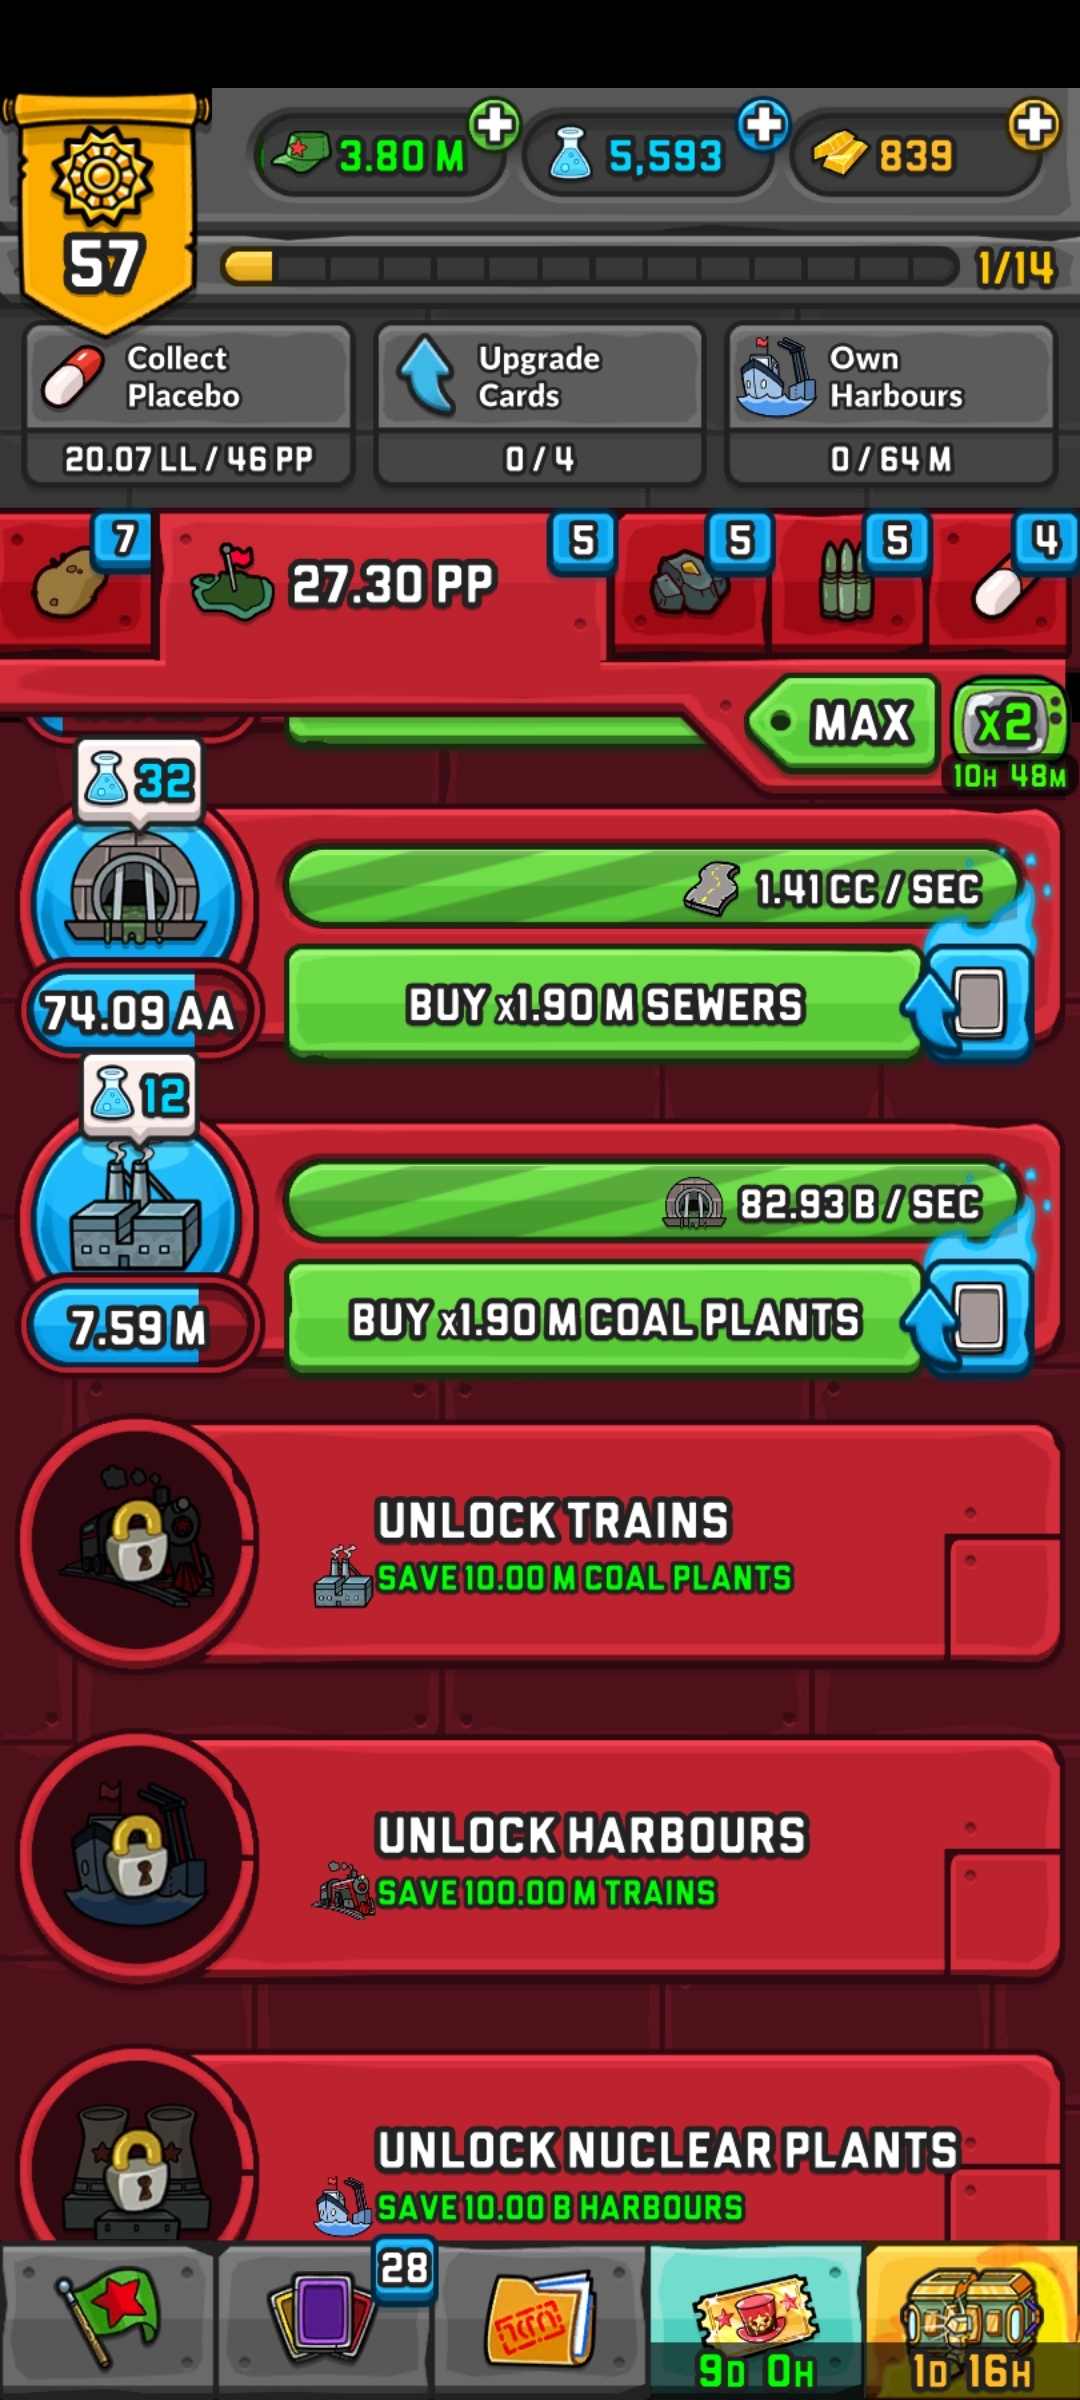 57
3.80 M
5,593
839
1/14
Collect
Placebo
20.07 LL / 46 PP
Upgrade
Cards
0 / 4
Own
Harbours
0 / 64 M
7
27.30 PP
5
5
5
4
MAX
x2
10H 48M
32
1.41 CC / SEC
74.09 AA
BUY x1.90 M SEWERS
12
82.93 B / SEC
7.59 M
BUY x1.90 M COAL PLANTS
UNLOCK TRAINS
SAVE 10.00 M COAL PLANTS
UNLOCK HARBOURS
SAVE 100.00 M TRAINS
UNLOCK NUCLEAR PLANTS
SAVE 10.00 B HARBOURS
28
9D 0H
1D 16H